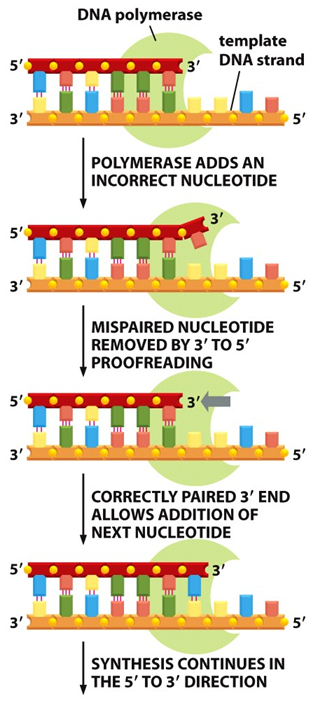 DNA polymerase
template
DNA strand
5′ 3′
3′ 5′
POLYMERASE ADDS AN
INCORRECT NUCLEOTIDE
5′ 3′
3′ 5′
MISPAIRED NUCLEOTIDE
REMOVED BY 3′ TO 5′
PROOFREADING
5′ 3′
3′ 5′
CORRECTLY PAIRED 3′ END
ALLOWS ADDITION OF
NEXT NUCLEOTIDE
5′ 3′
3′ 5′
SYNTHESIS CONTINUES IN
THE 5′ TO 3′ DIRECTION